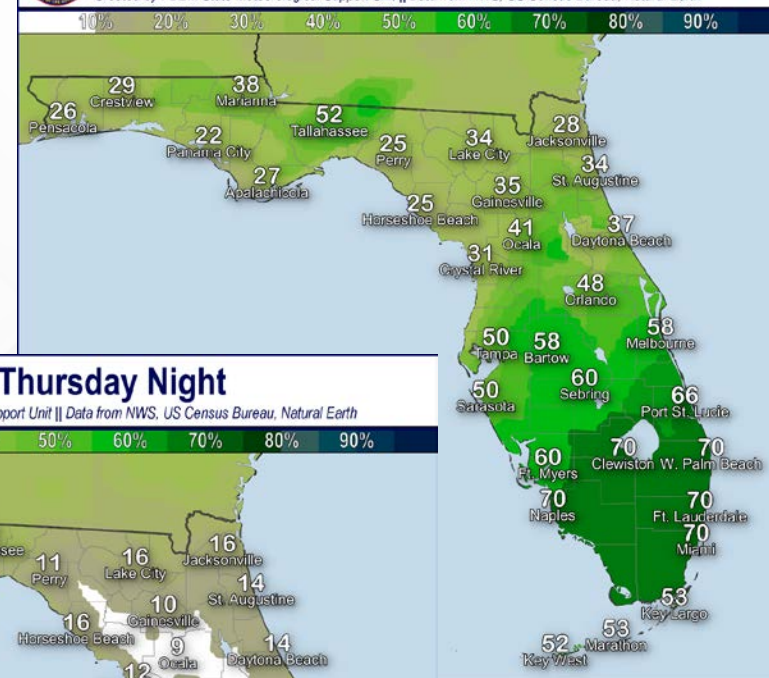 10% 20% 30% 40% 50% 60% 70% 80% 90%
29
Crestview
38
Marianna
26
Pensacola
52
Tallahassee
22
Panama City
25
Perry
34
Lake City
28
Jacksonville
27
Apalachicola
34
St. Augustine
35
Gainesville
25
Horseshoe Beach
41
Ocala
37
Daytona Beach
31
Crystal River
48
Orlando
50
Tampa
58
Bartow
58
Melbourne
50
Sarasota
60
Sebring
66
Port St. Lucie
60
Ft. Myers
70
Clewiston
70
W. Palm Beach
70
Naples
70
Ft. Lauderdale
70
Miami
53
Key Largo
53
Marathon
52
Key West
Thursday Night
pport Unit || Data from NWS, US Census Bureau, Natural Earth
50% 60% 70% 80% 90%
see
11
Perry
16
Lake City
16
Jacksonville
14
St. Augustine
10
Gainesville
16
Horseshoe Beach
9
Ocala
14
Daytona Beach
12